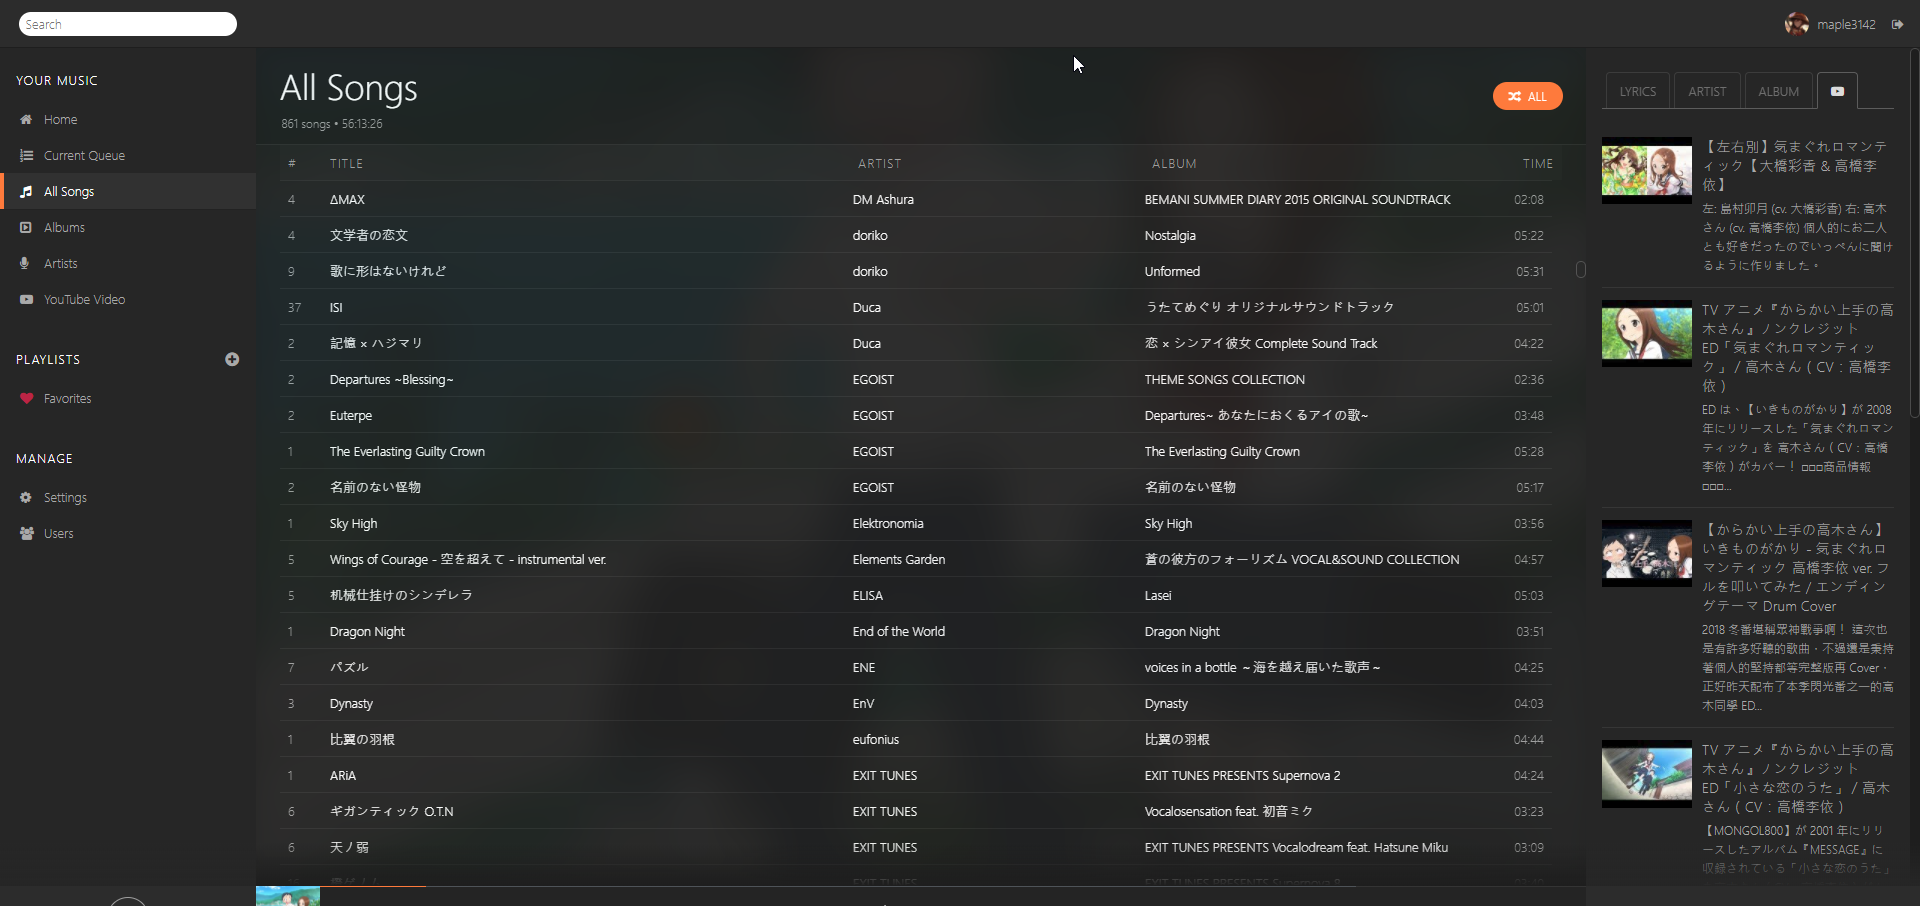 Search
maple3142
YOUR MUSIC
Home
Current Queue
All Songs
Albums
Artists
YouTube Video
PLAYLISTS
Favorites
MANAGE
Settings
Users
All Songs
861 songs • 56:13:26
ALL
# TITLE ARTIST ALBUM TIME
4 ΔMAX DM Ashura BEMANI SUMMER DIARY 2015 ORIGINAL SOUNDTRACK 02:08
4 文学者の恋文 doriko Nostalgia 05:22
9 歌に形はないけれど doriko Unformed 05:31
37 ISI Duca うたてめぐり オリジナルサウンドトラック 05:01
2 記憶 × ハジマリ Duca 恋 × シンアイ彼女 Complete Sound Track 04:22
2 Departures ~Blessing~ EGOIST THEME SONGS COLLECTION 02:36
2 Euterpe EGOIST Departures~ あなたにおくるアイの歌~ 03:48
1 The Everlasting Guilty Crown EGOIST The Everlasting Guilty Crown 05:28
2 名前のない怪物 EGOIST 名前のない怪物 05:17
1 Sky High Elektronomia Sky High 03:56
5 Wings of Courage - 空を超えて - instrumental ver. Elements Garden 蒼の彼方のフォーリズム VOCAL&SOUND COLLECTION 04:57
5 机械仕掛けのシンデレラ ELISA Lasei 05:03
1 Dragon Night End of the World Dragon Night 03:51
7 パズル ENE voices in a bottle ～海を越え届いた歌声～ 04:25
3 Dynasty EnV Dynasty 04:03
1 比翼の羽根 eufonius 比翼の羽根 04:44
1 ARiA EXIT TUNES EXIT TUNES PRESENTS Supernova 2 04:24
6 ギガンティック O.T.N EXIT TUNES Vocalosensation feat. 初音ミク 03:23
6 天ノ弱 EXIT TUNES EXIT TUNES PRESENTS Vocalodream feat. Hatsune Miku 03:09
EXIT TUNES EXIT TUNES PRESENTS Supernova
LYRICS ARTIST ALBUM
【左右別】気まぐれロマンテ
ィック【大橋彩香 & 高橋李
依】
左: 島村卯月 (cv. 大橋彩香) 右: 高木
さん (cv. 高橋李依) 個人的にお二人
とも好きだったのでいっぺんに聞け
るように作りました。
TV アニメ『からかい上手の高
木さん』ノンクレジット
ED「気まぐれロマンティッ
ク」 / 高木さん ( CV：高橋李
依 )
ED は、【いきものがかり】が 2008
年にリリースした「気まぐれロマン
ティック」を 高木さん ( CV：高橋
李依 ) がカバー！ □□□商品情報
□□□...
【からかい上手の高木さん】
いきものがかり - 気まぐれロ
マンティック 高橋李依 ver. フ
ルを叩いてみた / エンディン
グテーマ Drum Cover
2018 冬番堪稱眾神戰爭啊！ 這次也
是有許多好聽的歌曲，不過還是秉持
著個人的堅持都等完整版再 Cover，
正好昨天配布了本季閃光番之一的高
木同學 ED...
TV アニメ『からかい上手の高
木さん』ノンクレジット
ED「小さな恋のうた」 / 高木
さん ( CV：高橋李依 )
【MONGOL800】が 2001 年にリリ
ースしたアルバム『MESSAGE』に
収録されている「小さな恋のうた」